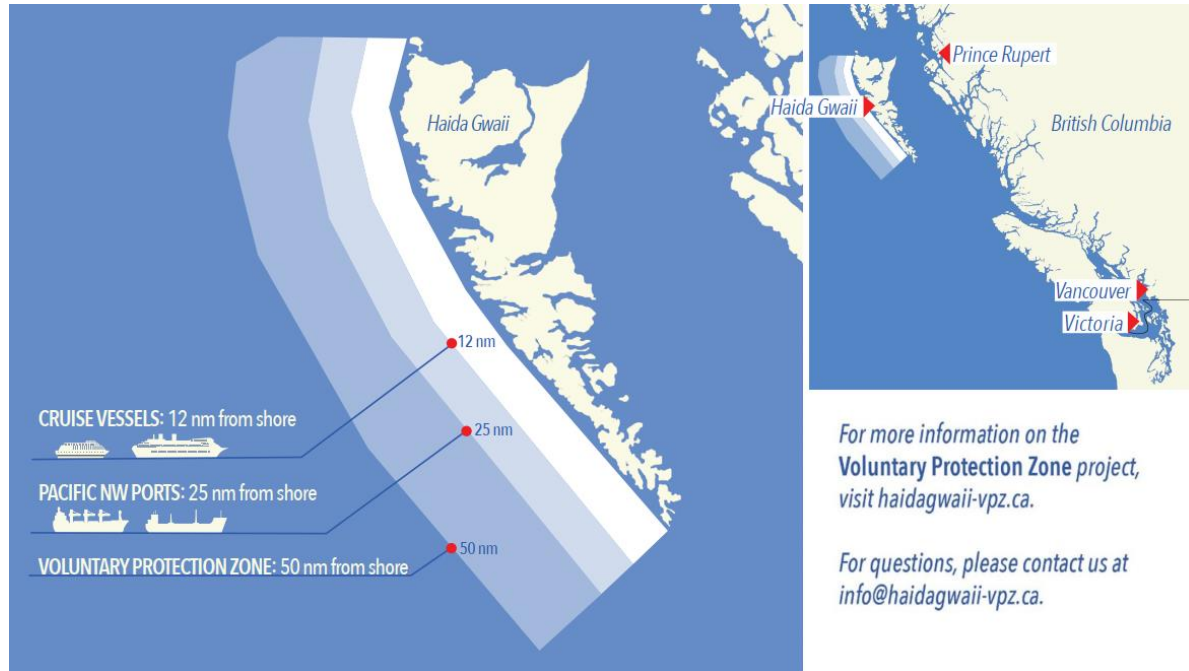 Haida Gwaii
12 nm
25 nm
50 nm
CRUISE VESSELS: 12 nm from shore
PACIFIC NW PORTS: 25 nm from shore
VOLUNTARY PROTECTION ZONE: 50 nm from shore
Prince Rupert
Haida Gwaii
British Columbia
Vancouver
Victoria
For more information on the
Voluntary Protection Zone project,
visit haidagwaii-vpz.ca.
For questions, please contact us at
info@haidagwaii-vpz.ca.